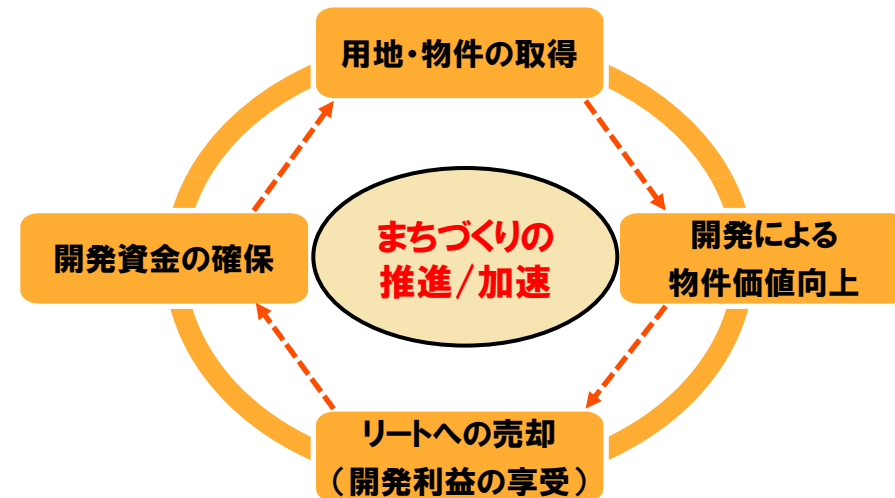 用地・物件の取得
開発資金の確保
まちづくりの
推進/加速
開発による
物件価値向上
リートへの売却
（開発利益の享受）